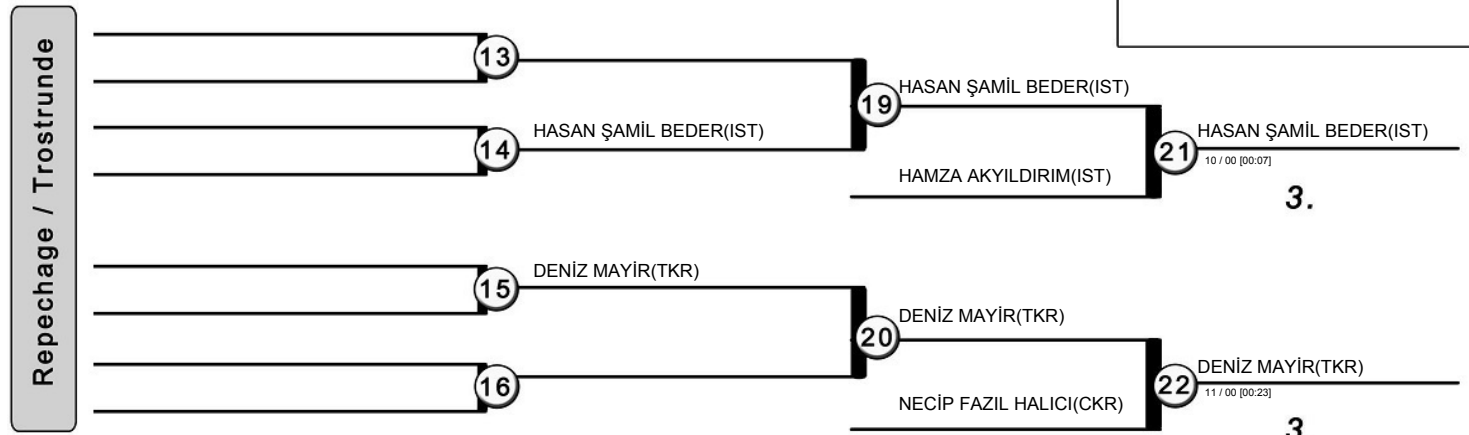 Repechage / Trostrunde
13
14
HASAN ŞAMİL BEDER(IST)
19
HASAN ŞAMİL BEDER(IST)
HAMZA AKYILDIRIM(IST)
21
HASAN ŞAMİL BEDER(IST)
10 / 00 [00:07]
3.
15
DENİZ MAYİR(TKR)
16
20
DENİZ MAYİR(TKR)
NECİP FAZIL HALICI(CKR)
22
DENİZ MAYİR(TKR)
11 / 00 [00:23]
3